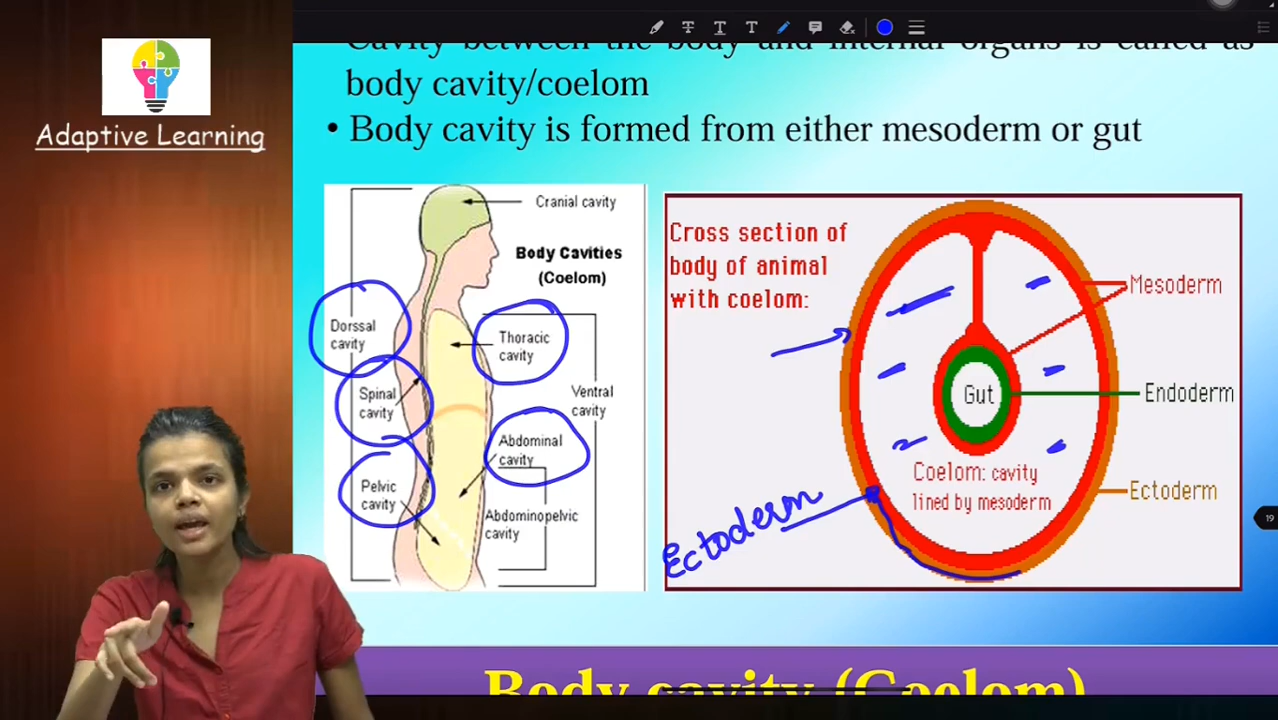 Adaptive Learning
Cavity between the body and internal organs is called as
body cavity/coelom
• Body cavity is formed from either mesoderm or gut
Cranial cavity
Body Cavities
(Coelom)
Dorssal
cavity
Thoracic
cavity
Spinal
cavity
Ventral
cavity
Abdominal
cavity
Pelvic
cavity
Abdominopelvic
cavity
Cross section of
body of animal
with coelom:
Mesoderm
Gut
Endoderm
Coelom: cavity
lined by mesoderm
Ectoderm
Ectoderm
19
Body cavity (Coelom)